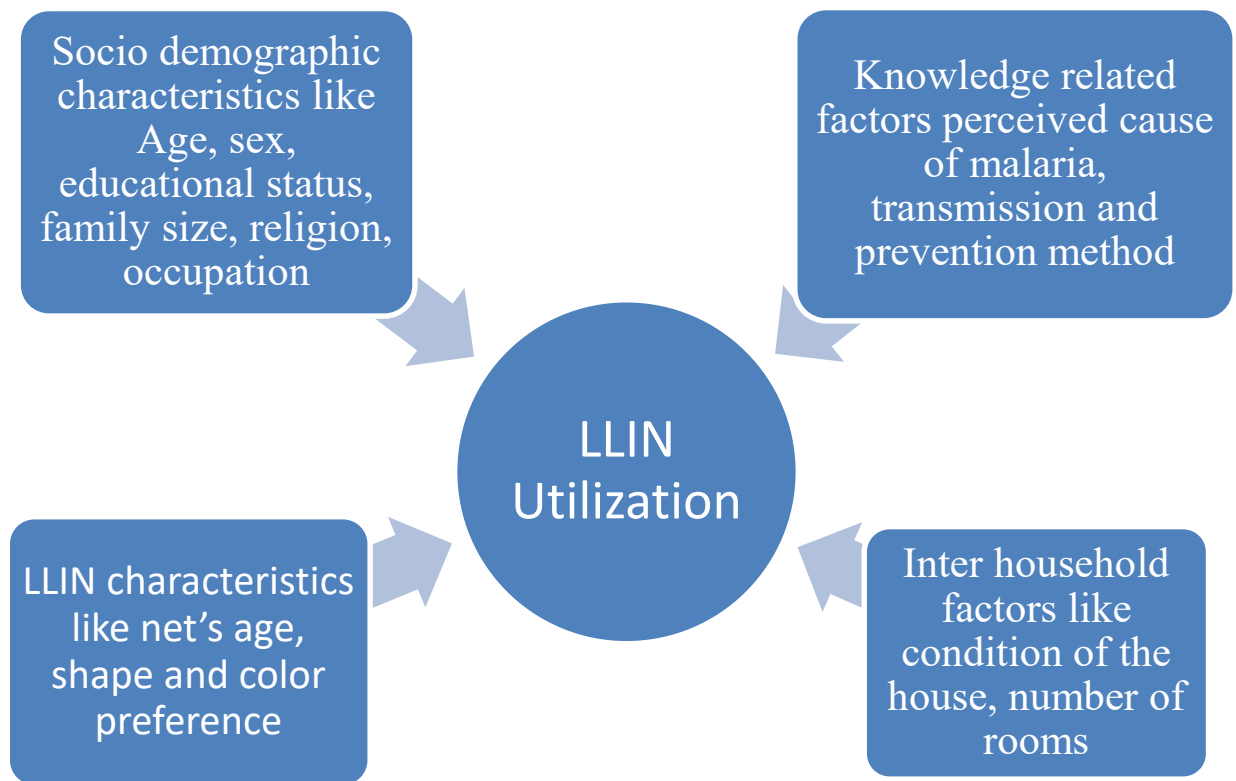 Socio demographic
characteristics like
Age, sex,
educational status,
family size, religion,
occupation
Knowledge related
factors perceived cause
of malaria,
transmission and
prevention method
LLIN
Utilization
LLIN characteristics
like net’s age,
shape and color
preference
Inter household
factors like
condition of the
house, number of
rooms